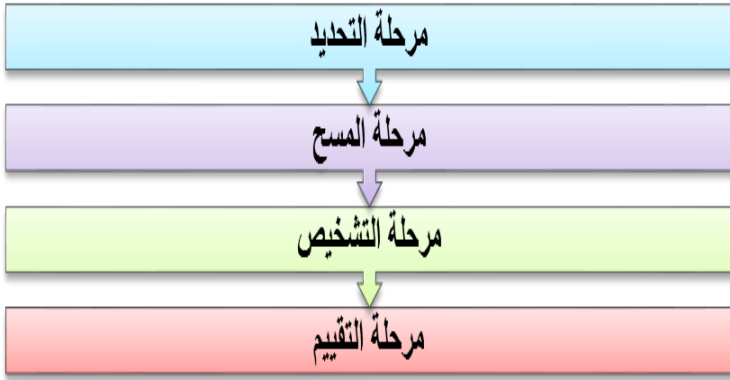 مرحلة التحديد
مرحلة المسح
مرحلة التشخيص
مرحلة التقييم